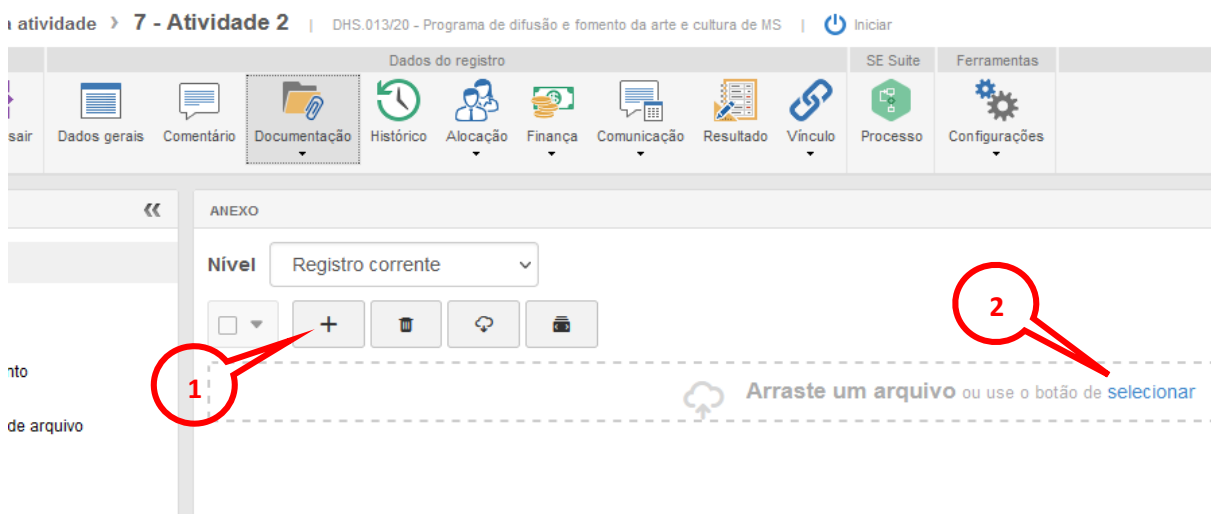 atividade > 7 - Atividade 2 | DHS.013/20 - Programa de difusão e fomento da arte e cultura de MS | Iniciar
Dados do registro SE Suite Ferramentas
sair Dados gerais Comentário Documentação Histórico Alocação Finança Comunicação Resultado Vínculo Processo Configurações
ANEXO
Nível Registro corrente
2
1
Arraste um arquivo ou use o botão de selecionar
nto
de arquivo